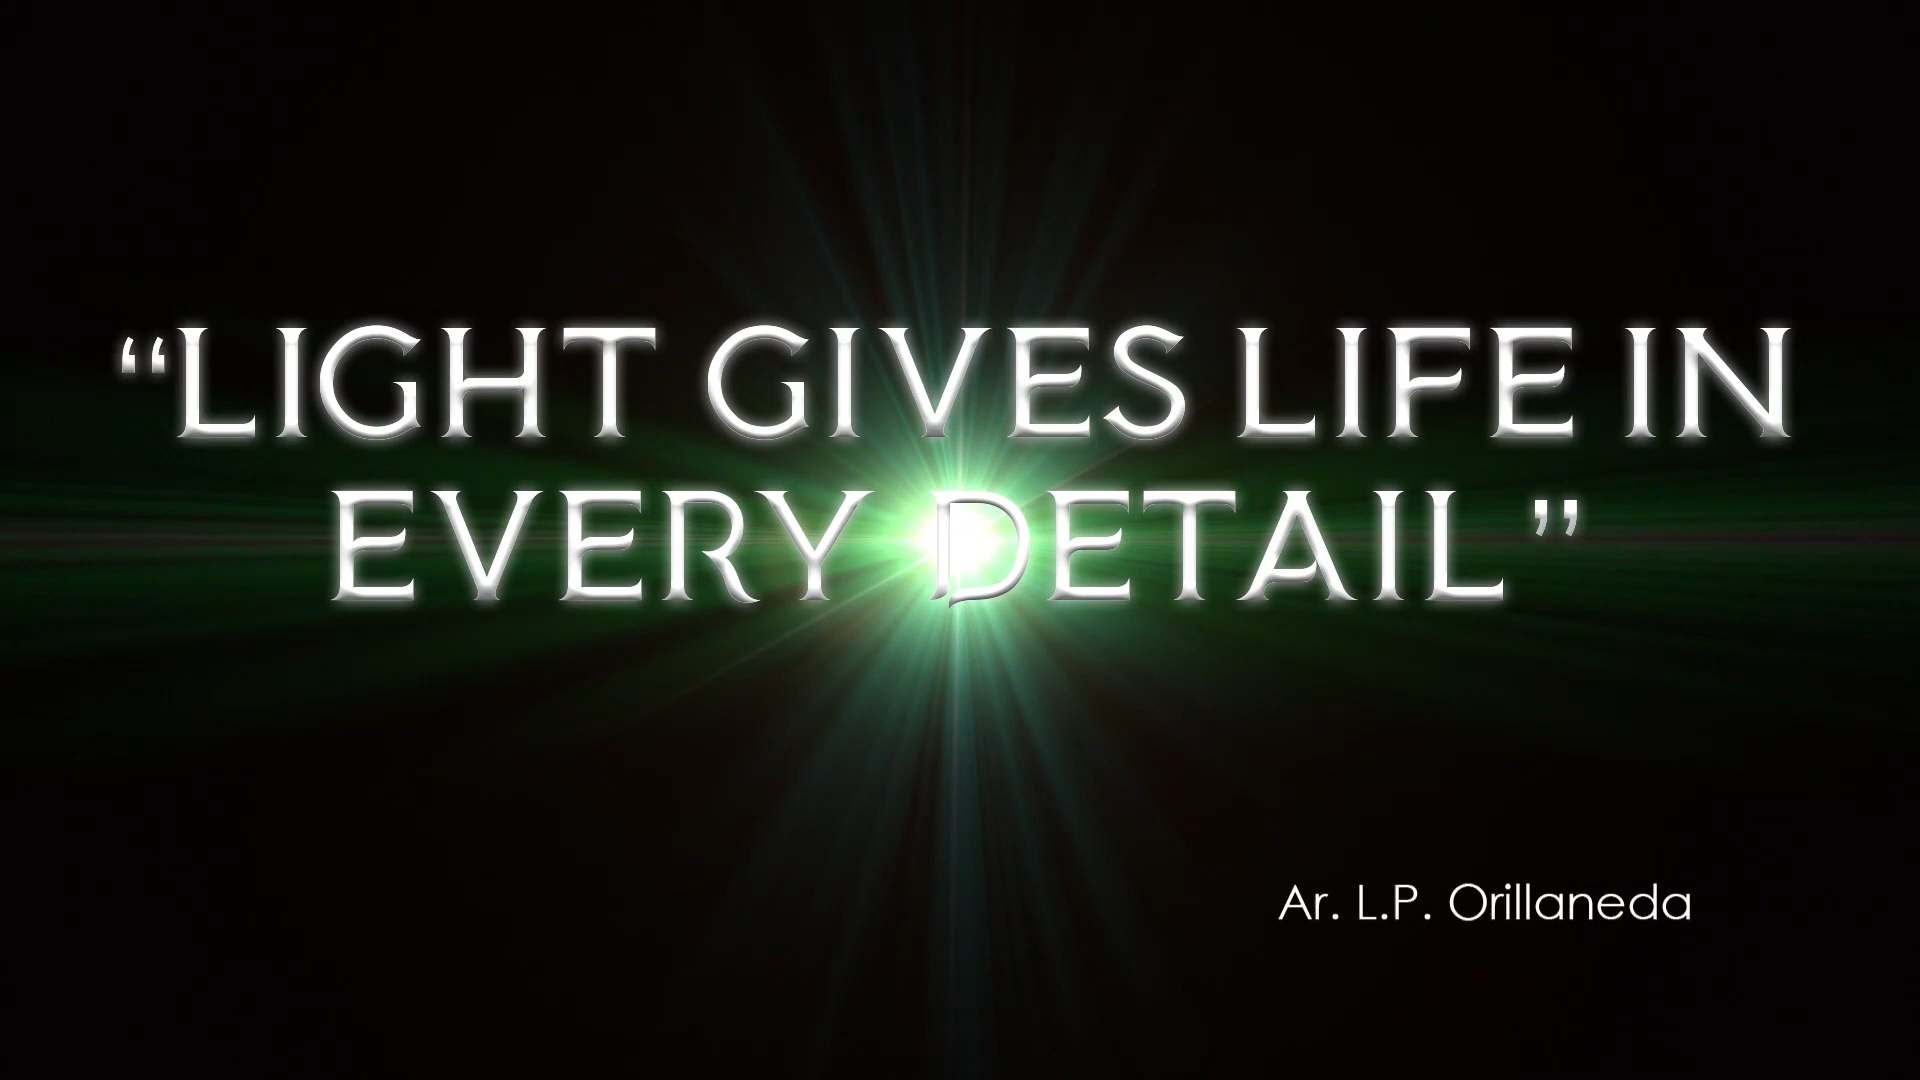 “LIGHT GIVES LIFE IN
EVERY DETAIL”
Ar. L.P. Orillaneda